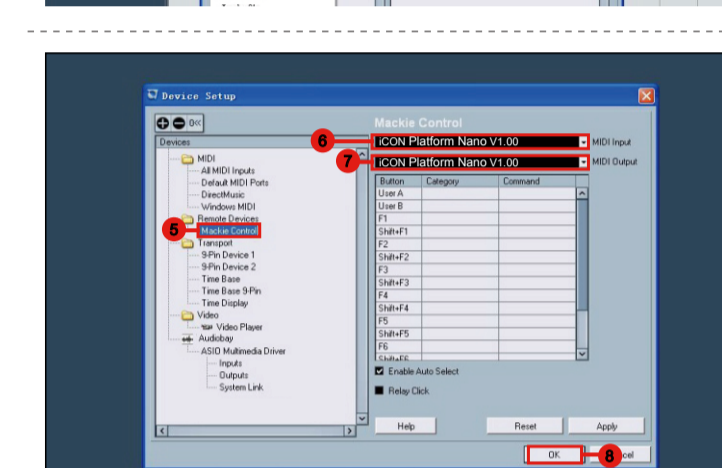 Device Setup
Devices
MIDI
All MIDI Inputs
Default MIDI Ports
DirectMusic
Windows MIDI
Remote Devices
5
Mackie Control
Transport
9-Pin Device 1
9-Pin Device 2
Time Base
Time Base 9-Pin
Time Display
Video
Video Player
Audiobay
ASIO Multimedia Driver
Inputs
Outputs
System Link
Mackie Control
6 iCON Platform Nano V1.00 MIDI Input
7 iCON Platform Nano V1.00 MIDI Output
Button Category Command
User A
User B
F1
Shift+F1
F2
Shift+F2
F3
Shift+F3
F4
Shift+F4
F5
Shift+F5
F6
Shift+F6
Enable Auto Select
Relay Click
Help Reset Apply
OK 8 cel